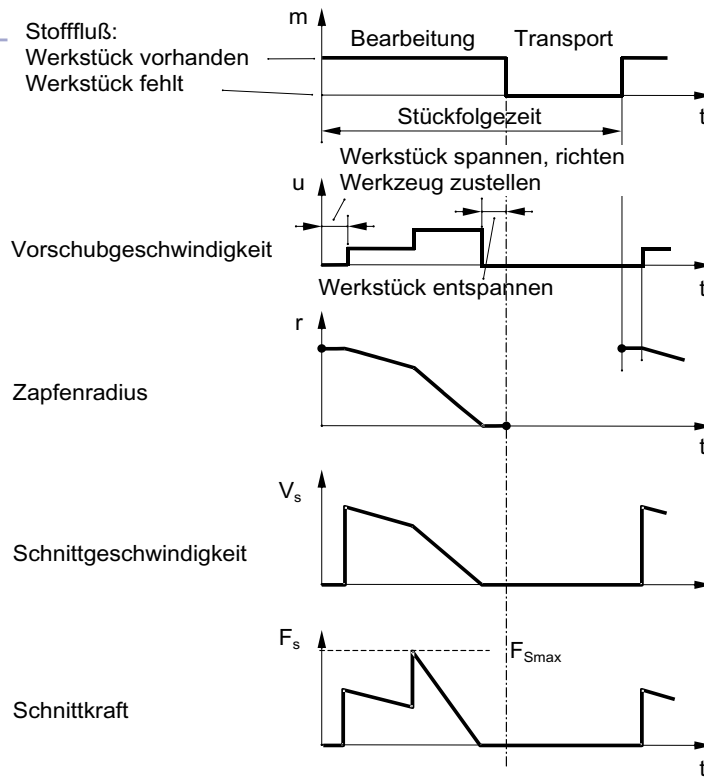 Stofffluß:
m
Werkstück vorhanden
Bearbeitung
Transport
Werkstück fehlt
t
Stückfolgezeit
Werkstück spannen, richten
u
Werkzeug zustellen
Vorschubgeschwindigkeit
t
Werkstück entspannen
r
Zapfenradius
t
Vs
Schnittgeschwindigkeit
t
Fs
FSmax
Schnittkraft
t